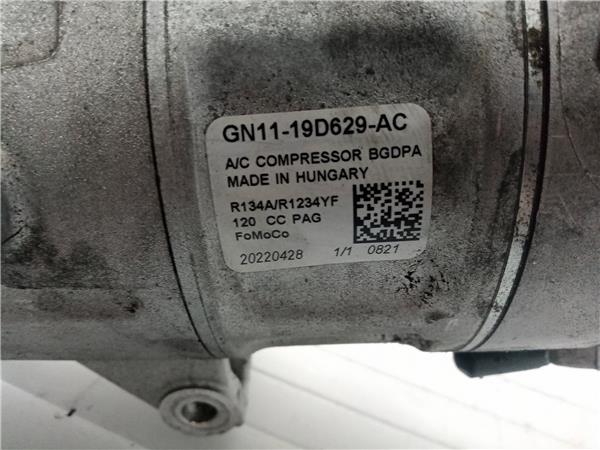 GN11-19D629-AC
A/C COMPRESSOR BGDPA
MADE IN HUNGARY
R134A/R1234YF
120 CC PAG
FoMoCo
20220428 1/1 0821